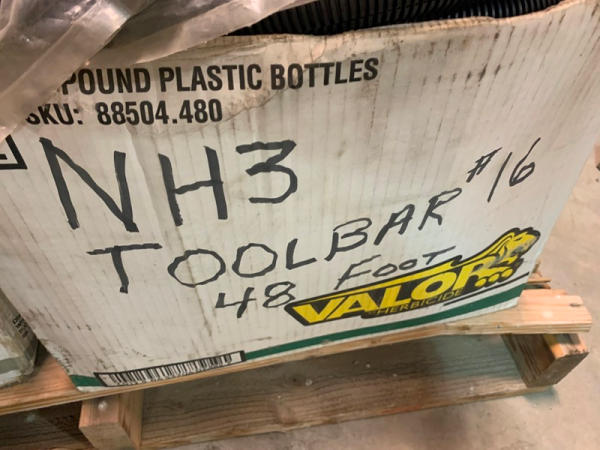 POUND PLASTIC BOTTLES
SKU: 88504.480
NH3
TOOLBAR #16
48 FOOT
VALOR
HERBICIDE